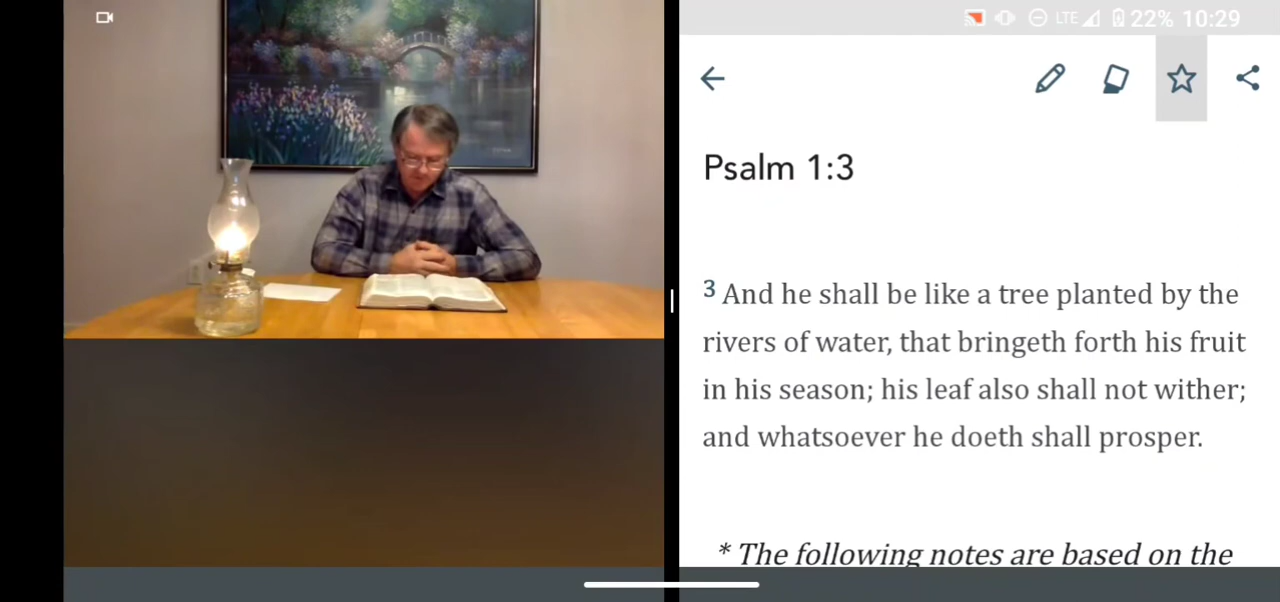 LTE 22% 10:29
Psalm 1:3
3 And he shall be like a tree planted by the
rivers of water, that bringeth forth his fruit
in his season; his leaf also shall not wither;
and whatsoever he doeth shall prosper.
* The following notes are based on the